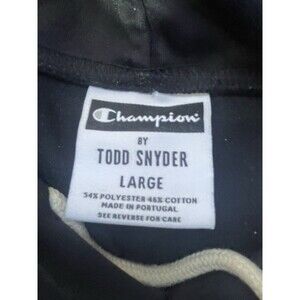 Champion
BY
TODD SNYDER
LARGE
54% POLYESTER 46% COTTON
MADE IN PORTUGAL
SEE REVERSE FOR CARE